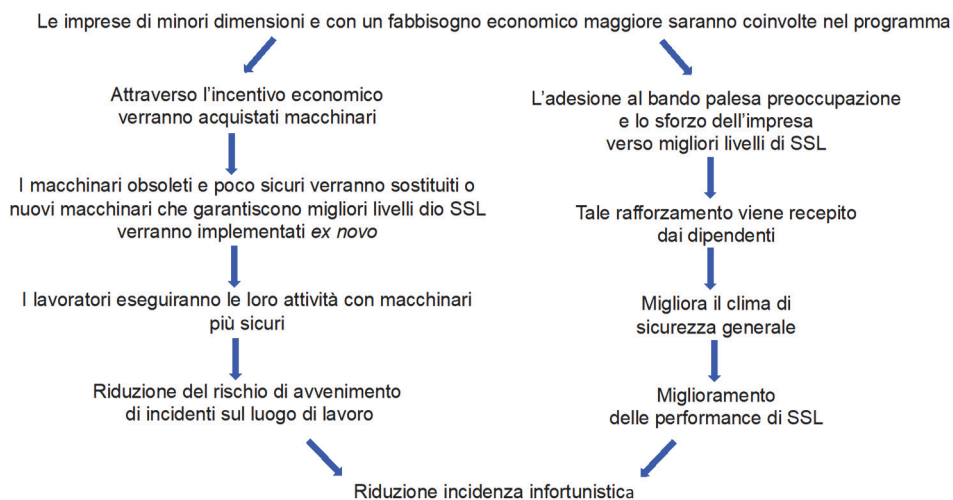 Le imprese di minori dimensioni e con un fabbisogno economico maggiore saranno coinvolte nel programma
Attraverso l'incentivo economico
verranno acquistati macchinari
I macchinari obsoleti e poco sicuri verranno sostituiti o
nuovi macchinari che garantiscono migliori livelli dio SSL
verranno implementati ex novo
I lavoratori eseguiranno le loro attività con macchinari
più sicuri
Riduzione del rischio di avvenimento
di incidenti sul luogo di lavoro
L'adesione al bando palesa preoccupazione
e lo sforzo dell'impresa
verso migliori livelli di SSL
Tale rafforzamento viene recepito
dai dipendenti
Migliora il clima di
sicurezza generale
Miglioramento
delle performance di SSL
Riduzione incidenza infortunistica